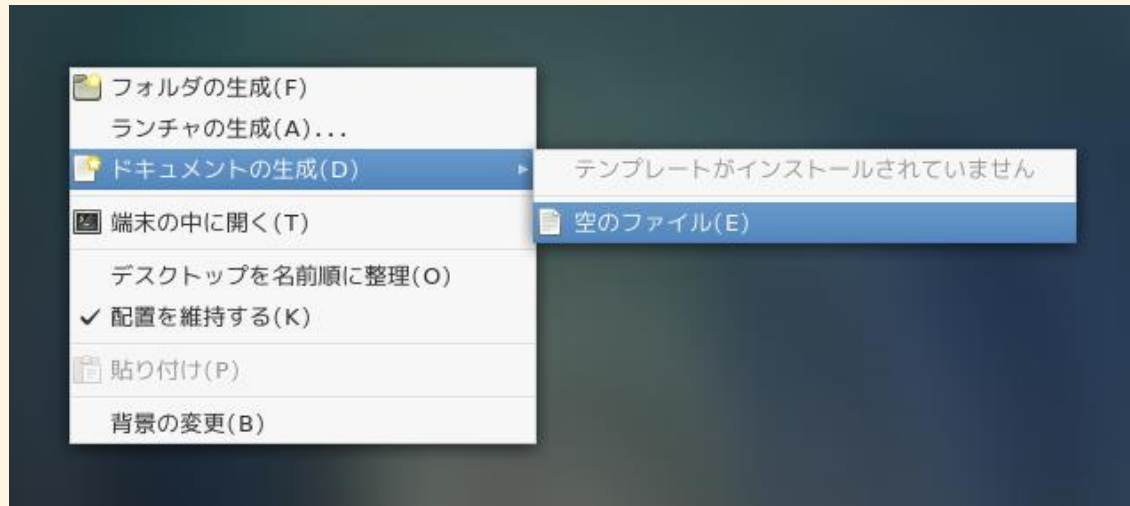 フォルダの生成(F)
ランチャの生成(A)...
ドキュメントの生成(D)
テンプレートがインストールされていません
端末の中に開く(T)
空のファイル(E)
デスクトップを名前順に整理(O)
配置を維持する(K)
貼り付け(P)
背景の変更(B)